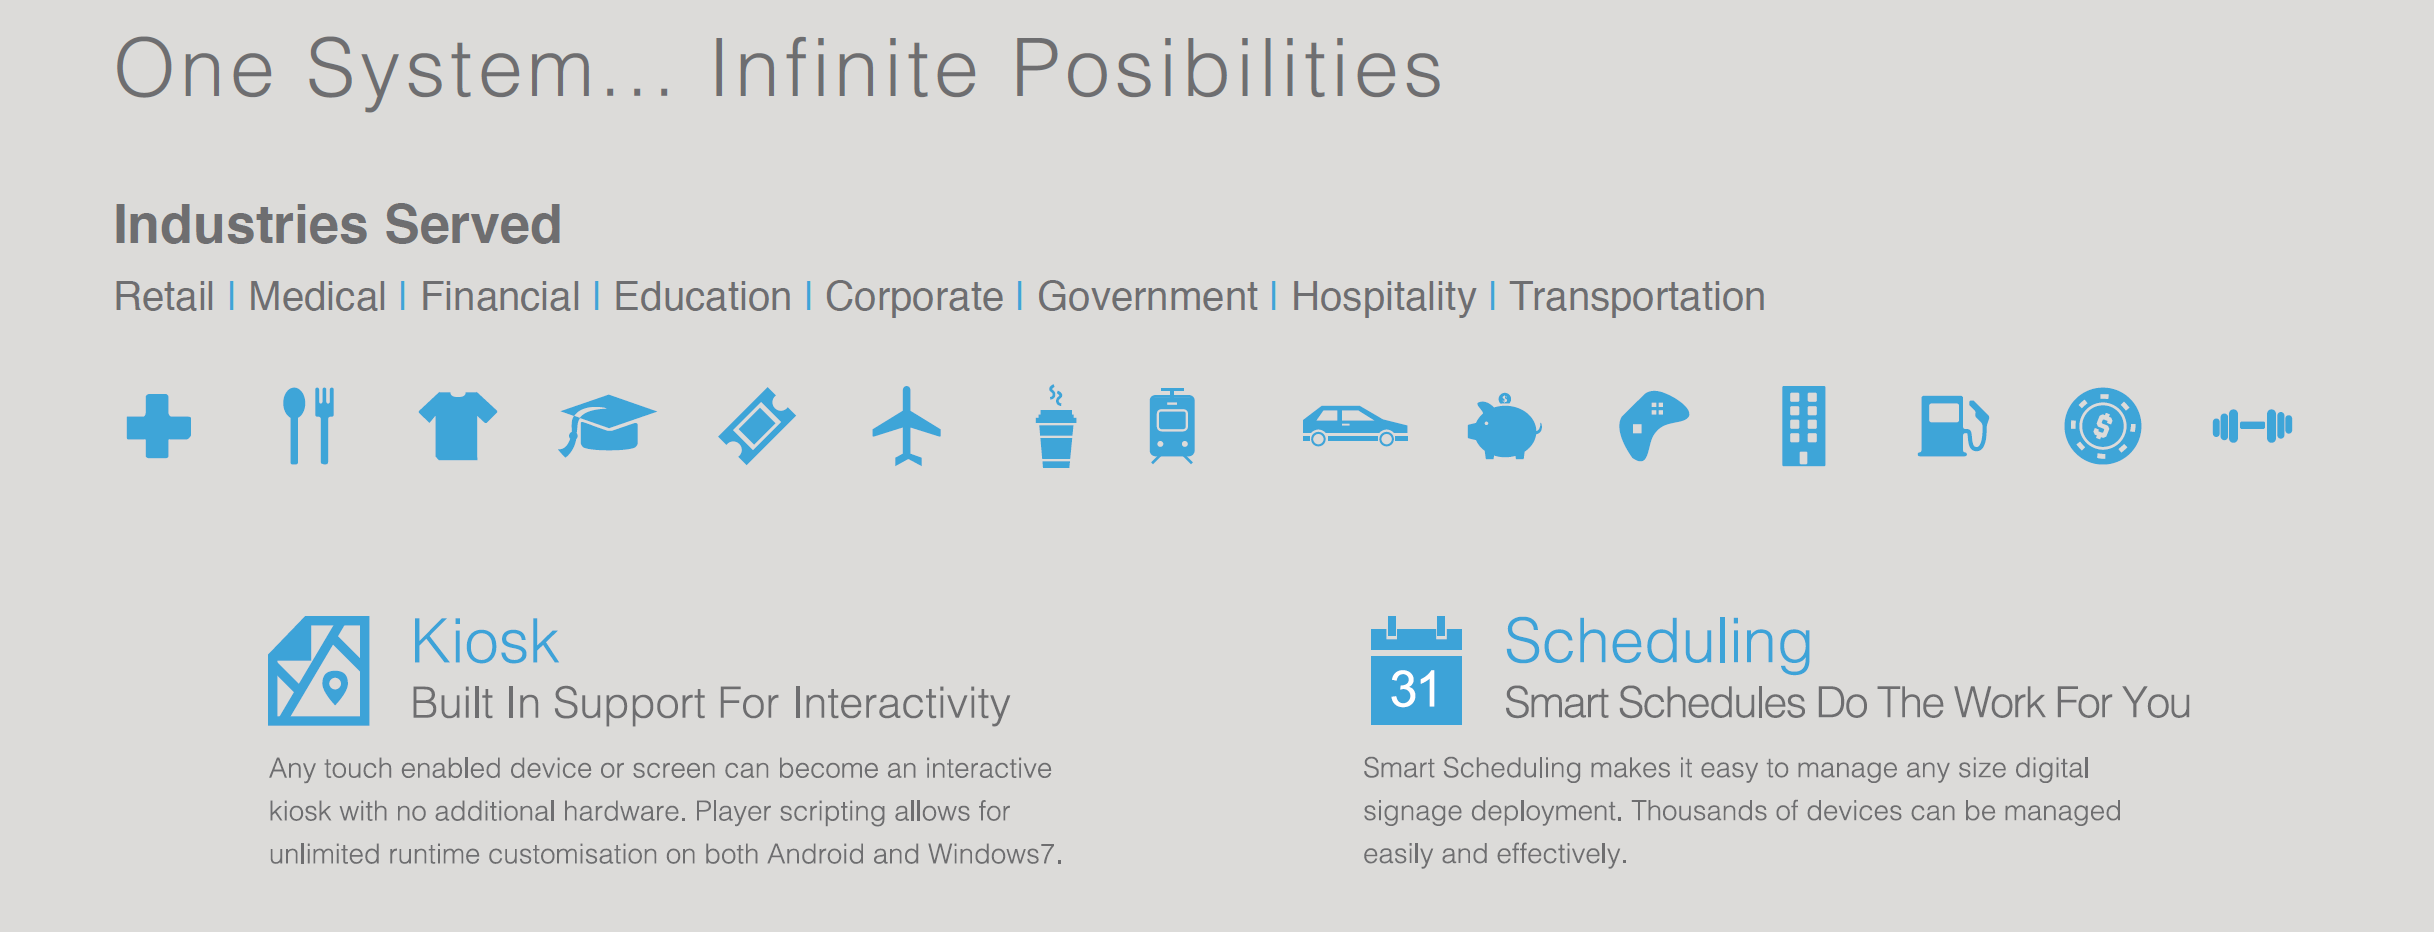 One System... Infinite Posibilities
Industries Served
Retail | Medical | Financial | Education | Corporate | Government | Hospitality | Transportation
$
$
Kiosk
Built In Support For Interactivity
Any touch enabled device or screen can become an interactive
kiosk with no additional hardware. Player scripting allows for
unlimited runtime customisation on both Android and Windows7.
31
Scheduling
Smart Schedules Do The Work For You
Smart Scheduling makes it easy to manage any size digital
signage deployment. Thousands of devices can be managed
easily and effectively.